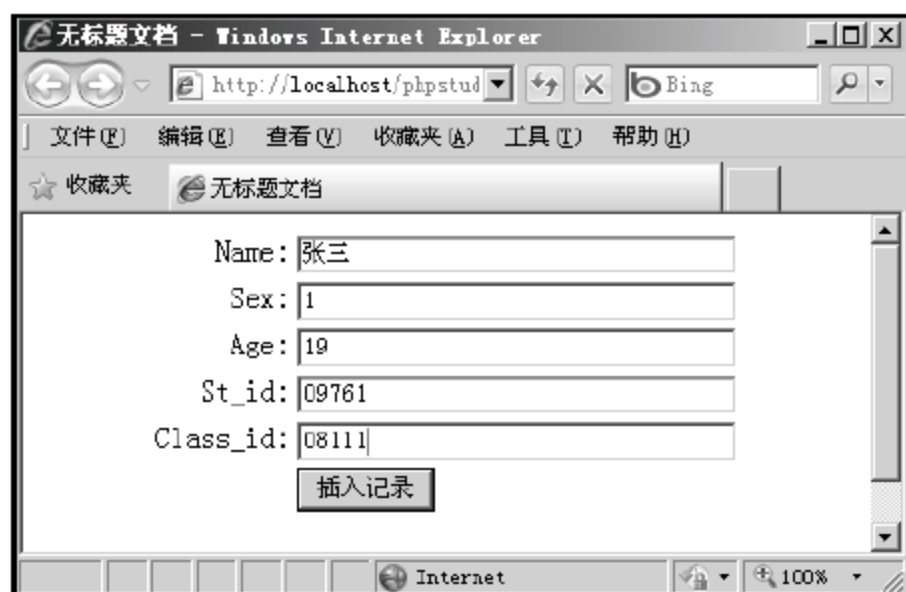 无标题文档 - Windows Internet Explorer
http://localhost/phpstud
Bing
文件(F) 编辑(E) 查看(V) 收藏夹(A) 工具(T) 帮助(H)
收藏夹 无标题文档
Name: 张三
Sex: 1
Age: 19
St_id: 09761
Class_id: 08111
插入记录
Internet 100%